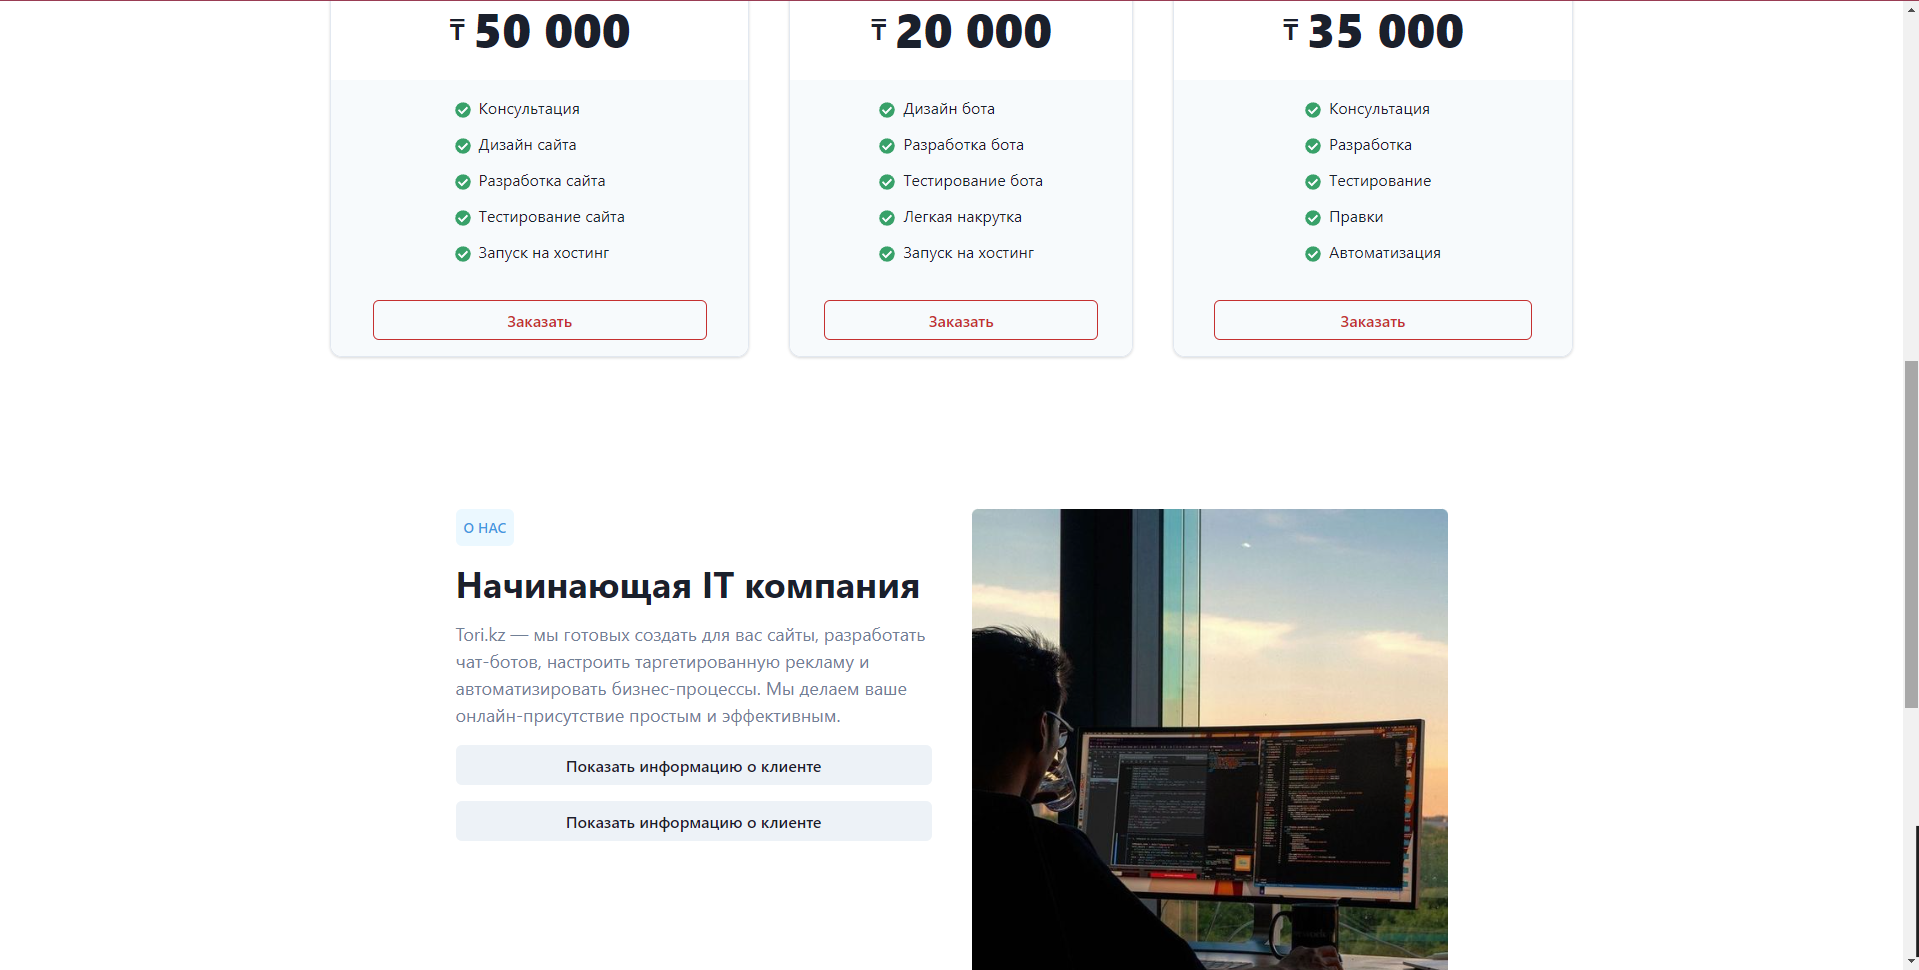 ₸ 50 000
₸ 20 000
₸ 35 000
Консультация
Дизайн сайта
Разработка сайта
Тестирование сайта
Запуск на хостинг
Заказать
Дизайн бота
Разработка бота
Тестирование бота
Легкая накрутка
Запуск на хостинг
Заказать
Консультация
Разработка
Тестирование
Правки
Автоматизация
Заказать
О НАС
Начинающая IT компания
Tori.kz — мы готовых создать для вас сайты, разработать
чат-ботов, настроить таргетированную рекламу и
автоматизировать бизнес-процессы. Мы делаем ваше
онлайн-присутствие простым и эффективным.
Показать информацию о клиенте
Показать информацию о клиенте